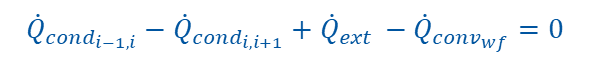 Q̇_{cond_{i−1,i}} − Q̇_{cond_{i,i+1}} + Q̇_{ext} − Q̇_{conv_{wf}} = 0